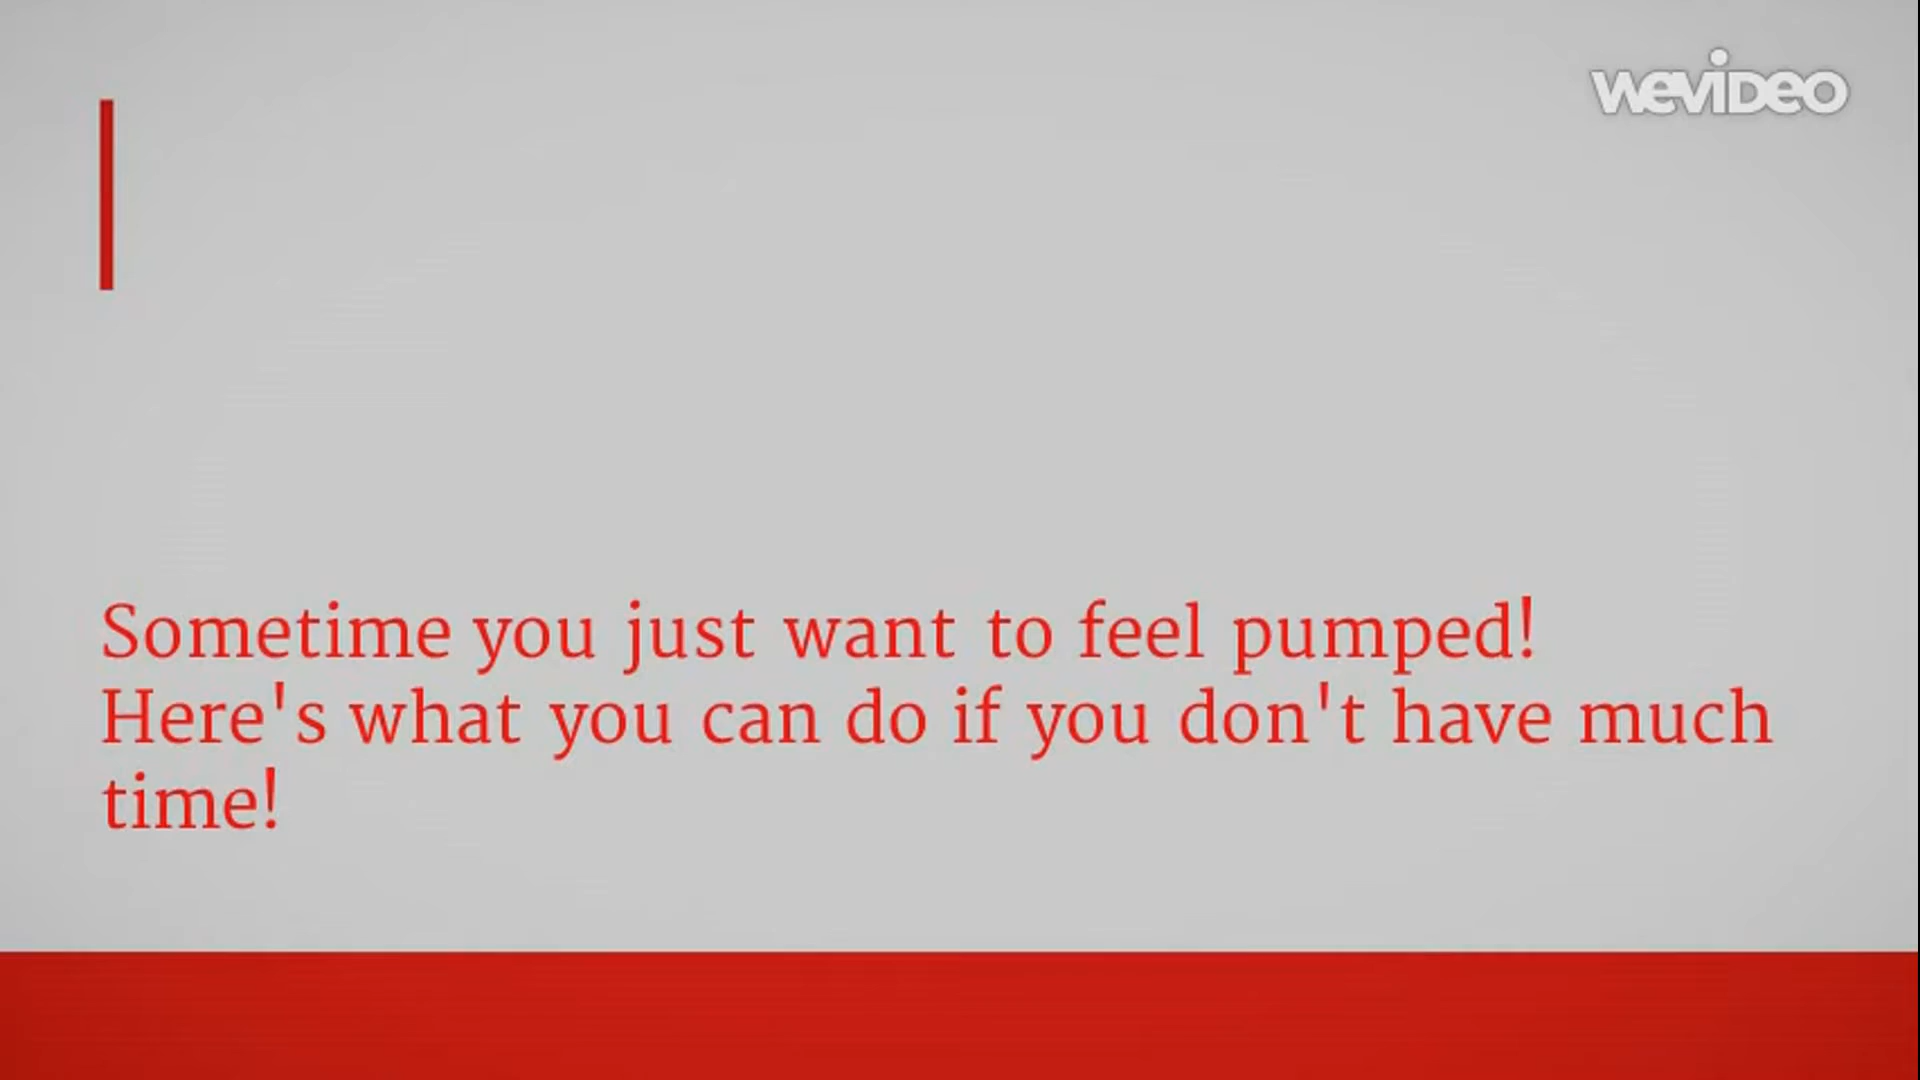 wevideo
Sometime you just want to feel pumped!
Here's what you can do if you don't have much
time!